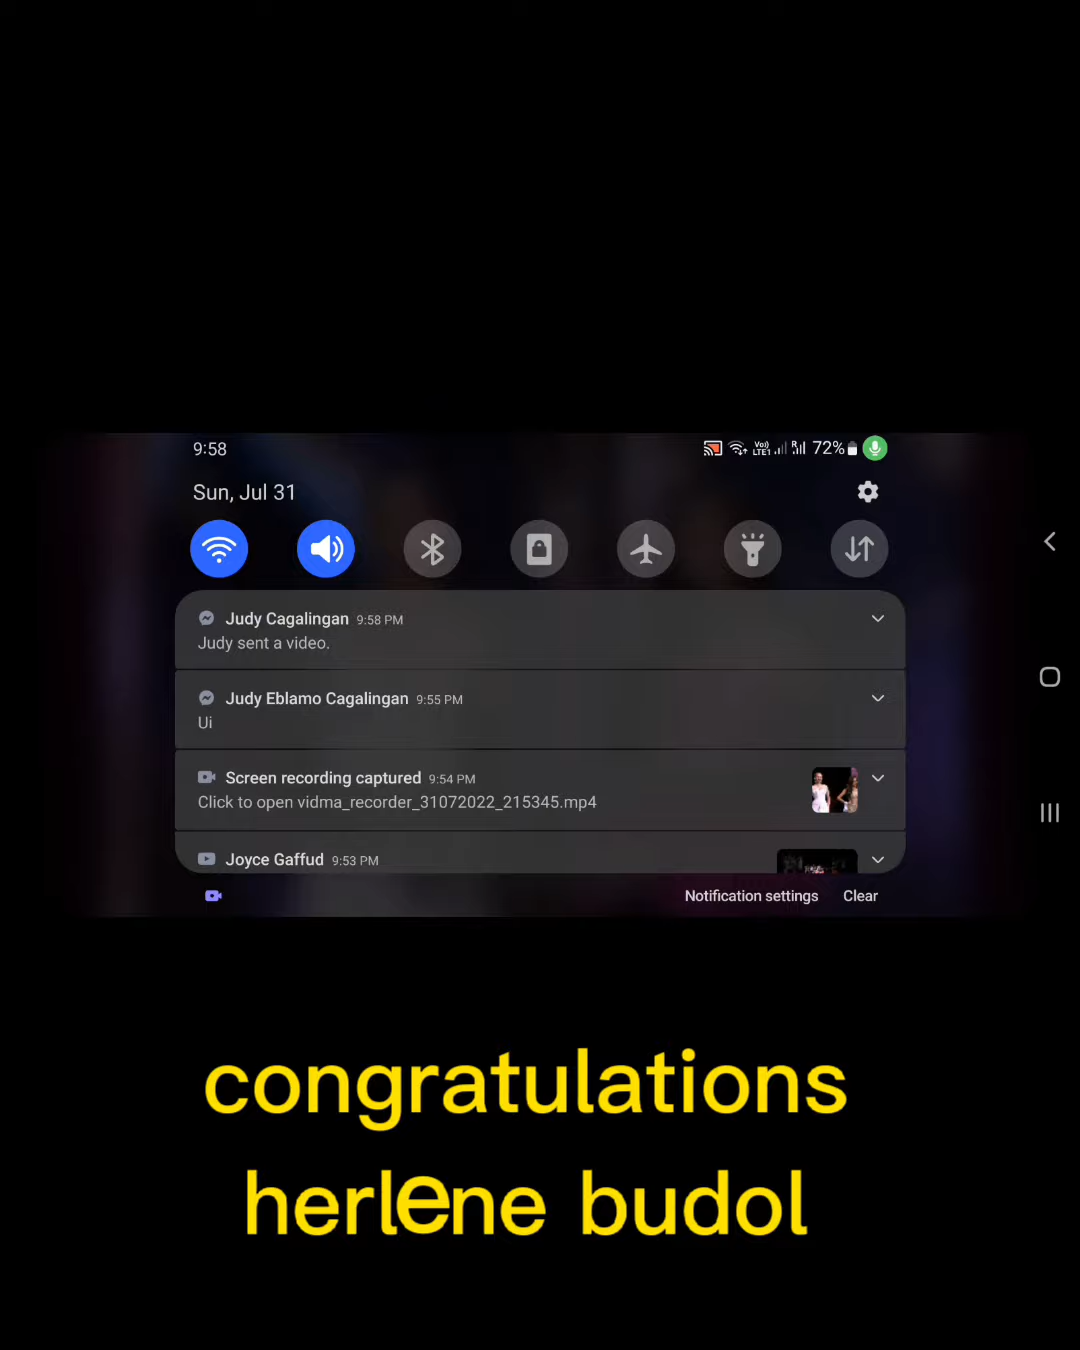 9:58
Vo)) LTE1 R 72%
Sun, Jul 31
Judy Cagalingan 9:58 PM
Judy sent a video.
Judy Eblamo Cagalingan 9:55 PM
Ui
Screen recording captured 9:54 PM
Click to open vidma_recorder_31072022_215345.mp4
Joyce Gaffud 9:53 PM
Notification settings Clear
congratulations
herlene budol